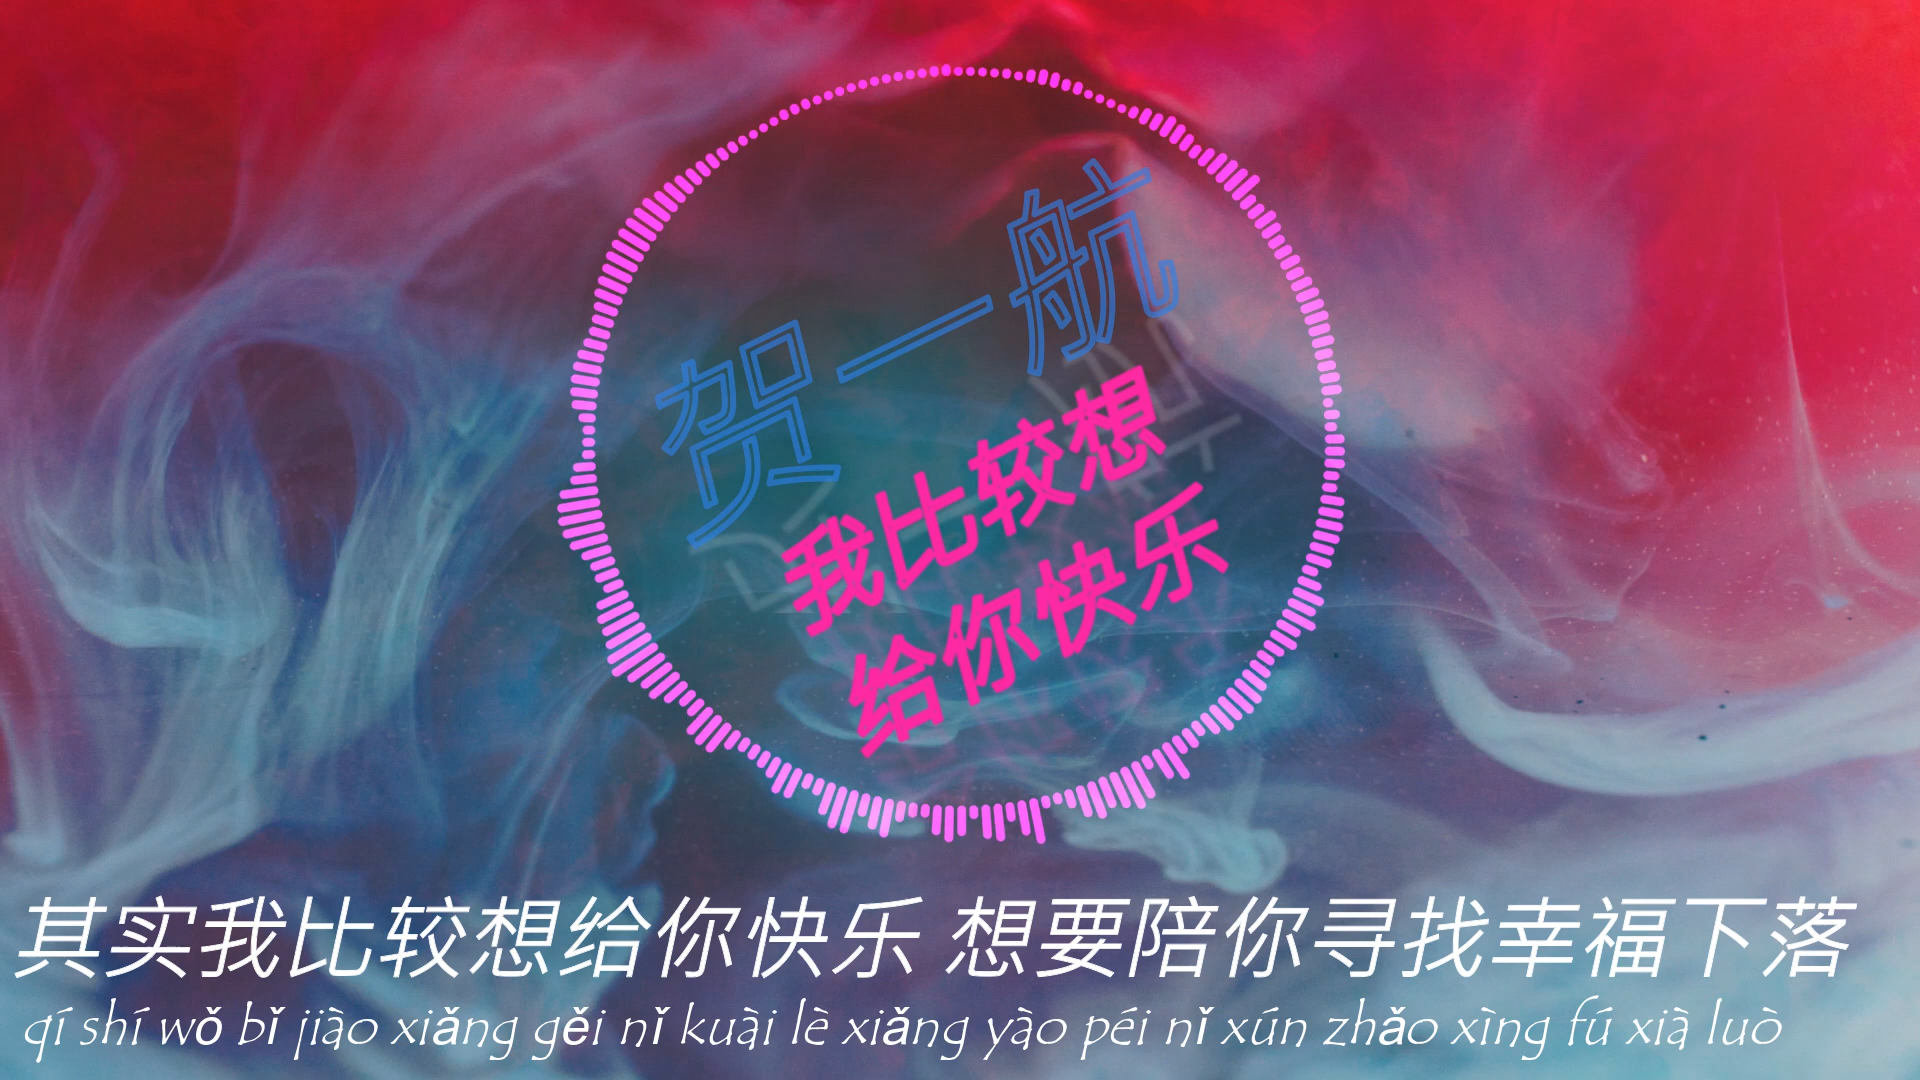 贺一航
我比较想
给你快乐
其实我比较想给你快乐 想要陪你寻找幸福下落
qí shí wǒ bǐ jiào xiǎng gěi nǐ kuài lè xiǎng yào péi nǐ xún zhǎo xìng fú xià luò